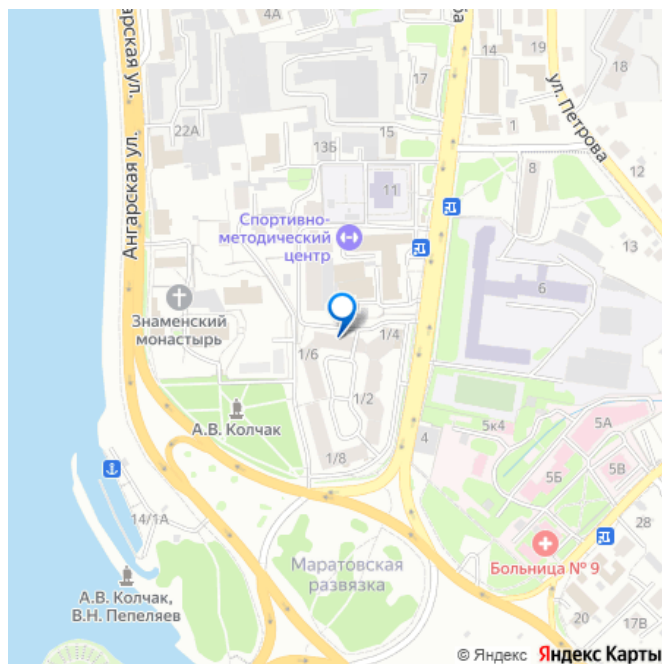 4А
ба
14
19
18
арская ул.
17
ул. Петрова
22А
15
1
13Б
Ангарская ул.
8
12
11
Спортивно-
методический
центр
13
6
Знаменский
монастырь
1/4
1/6
1/2
А.В. Колчак
5к4
5А
4
1/8
5Б
5В
14/1А
28
Больница № 9
Маратовская
развязка
А.В. Колчак,
В.Н. Пепеляев
20
17В
© Яндекс Яндекс Карты